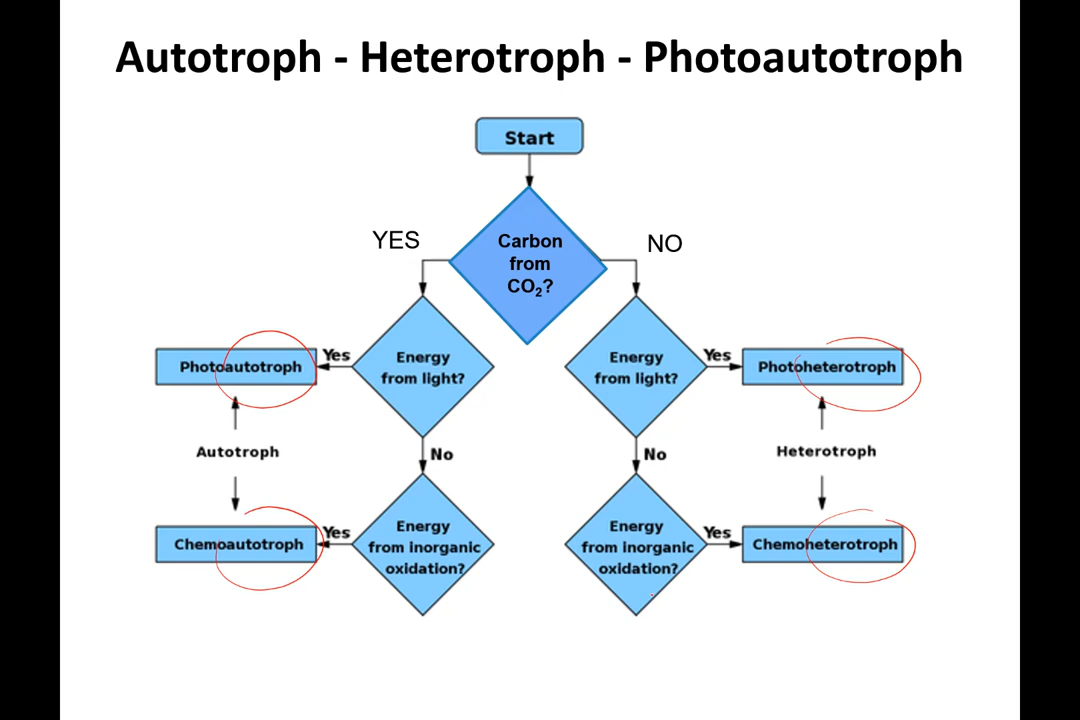 Autotroph - Heterotroph - Photoautotroph
Start
YES
NO
Carbon
from
CO₂?
Photoautotroph
Yes
Energy
from light?
Energy
from light?
Yes
Photoheterotroph
Autotroph
No
No
Heterotroph
Chemoautotroph
Yes
Energy
from inorganic
oxidation?
Energy
from inorganic
oxidation?
Yes
Chemoheterotroph